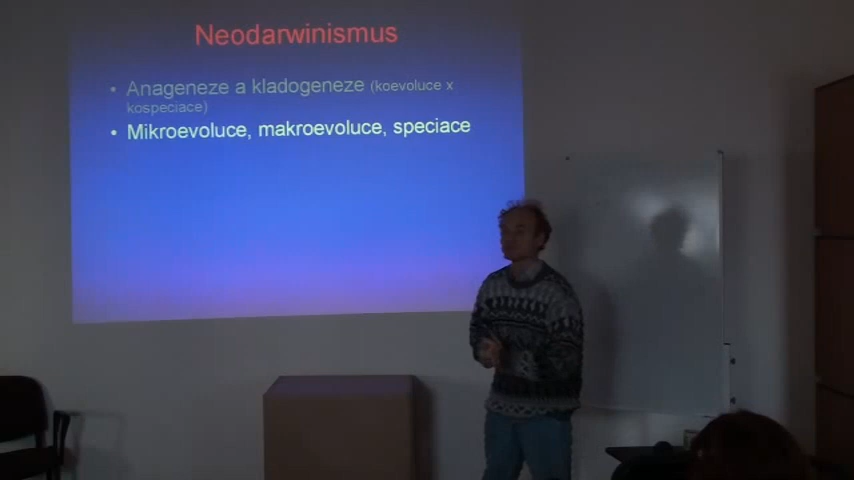 Neodarwinismus
• Anageneze a kladogeneze (koevoluce x
kospeciace)
• Mikroevoluce, makroevoluce, speciace